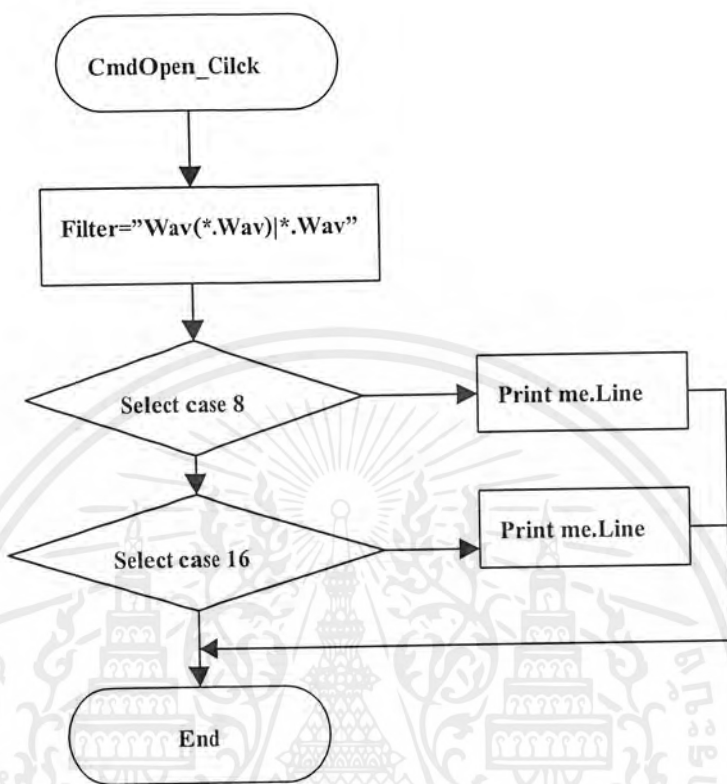 CmdOpen_Cilck
Filter=”Wav(*.Wav)|*.Wav”
Select case 8
Print me.Line
Select case 16
Print me.Line
End